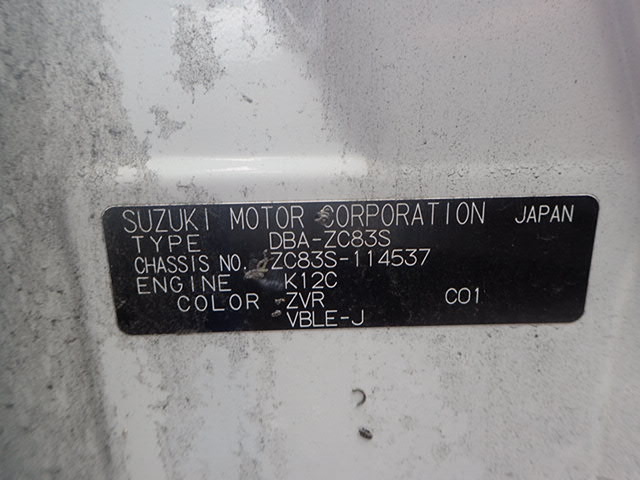 SUZUKI MOTOR CORPORATION JAPAN
TYPE DBA-ZC83S
CHASSIS NO. ZC83S-114537
ENGINE K12C
COLOR ZVR C01
VBLE-J